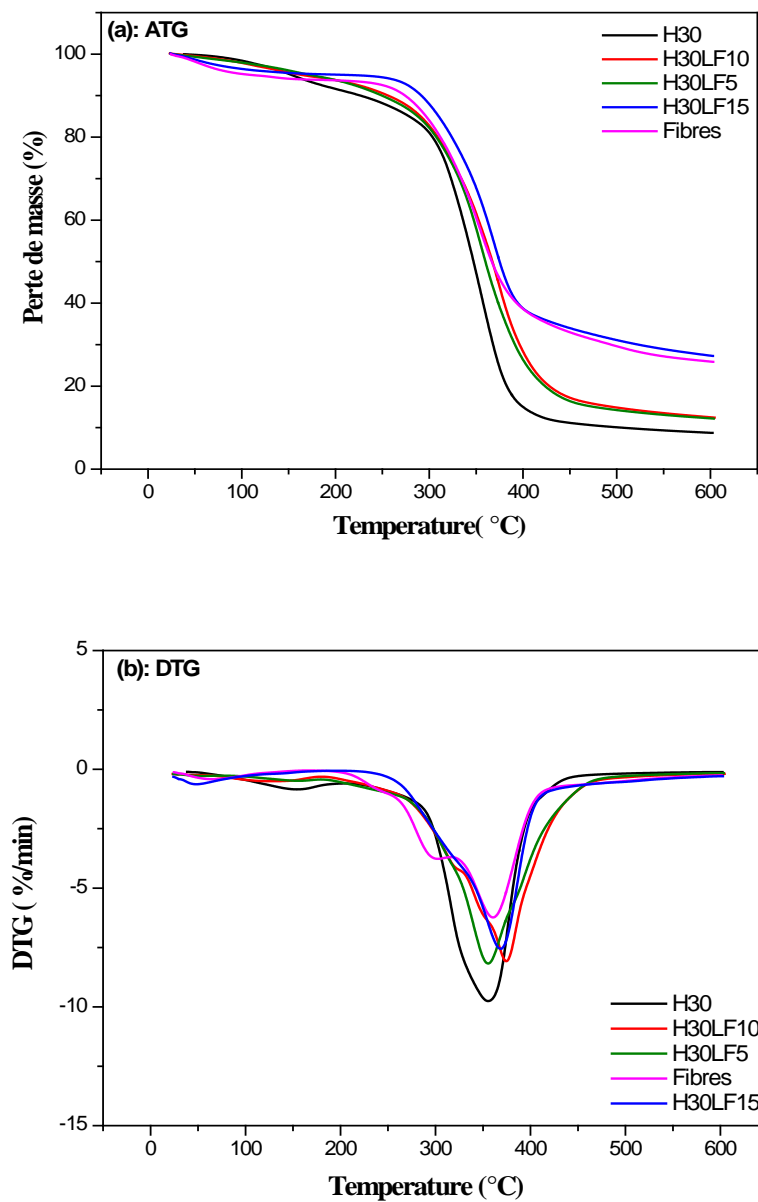 (a): ATG
H30
H30LF10
H30LF5
H30LF15
Fibres
100
80
60
40
20
0
Perte de masse (%)
0 100 200 300 400 500 600
Temperature( °C)
(b): DTG
5
0
-5
-10
-15
DTG ( %/min)
H30
H30LF10
H30LF5
Fibres
H30LF15
0 100 200 300 400 500 600
Temperature (°C)